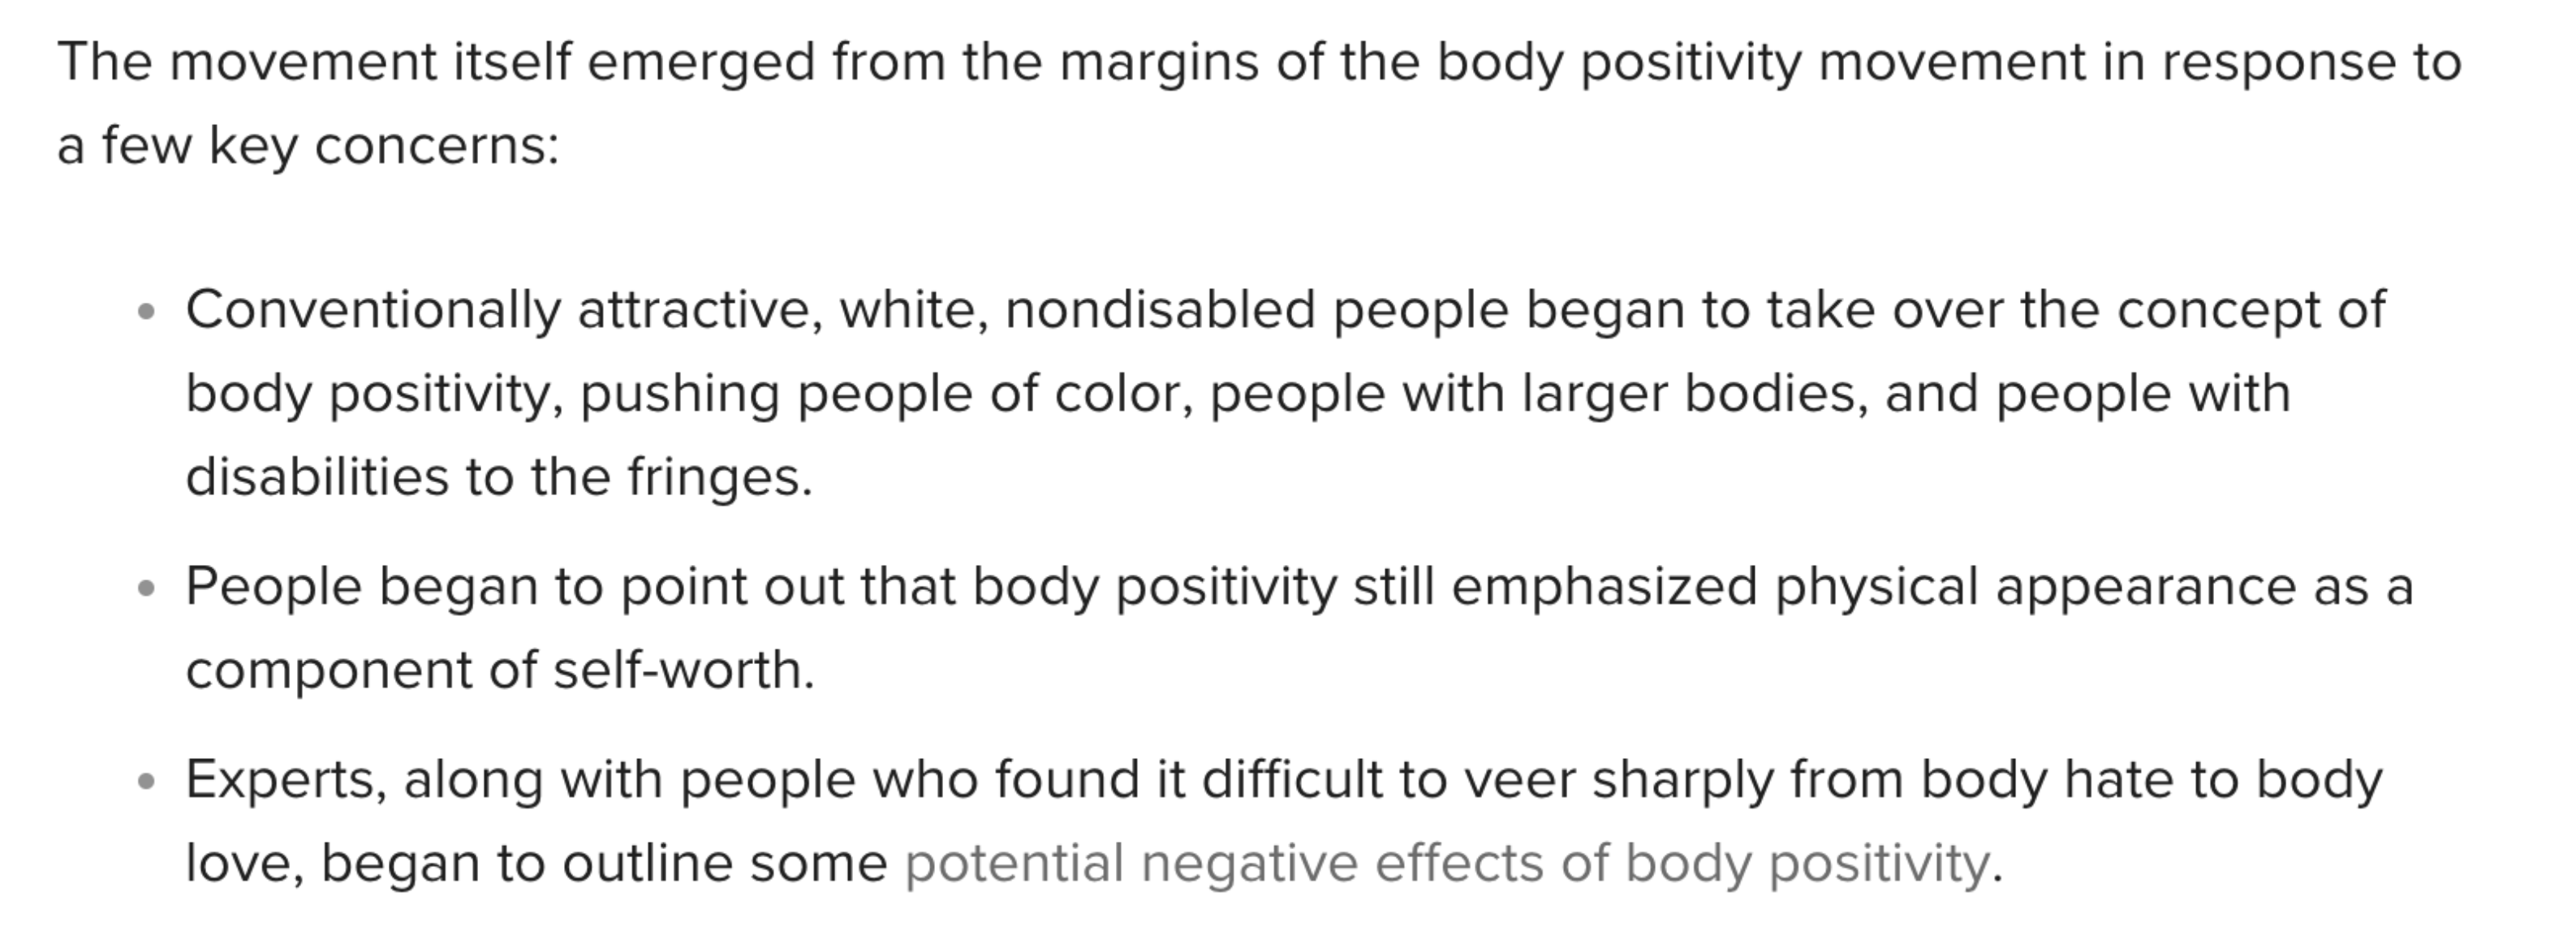 The movement itself emerged from the margins of the body positivity movement in response to
a few key concerns:
• Conventionally attractive, white, nondisabled people began to take over the concept of
body positivity, pushing people of color, people with larger bodies, and people with
disabilities to the fringes.
• People began to point out that body positivity still emphasized physical appearance as a
component of self-worth.
• Experts, along with people who found it difficult to veer sharply from body hate to body
love, began to outline some potential negative effects of body positivity.